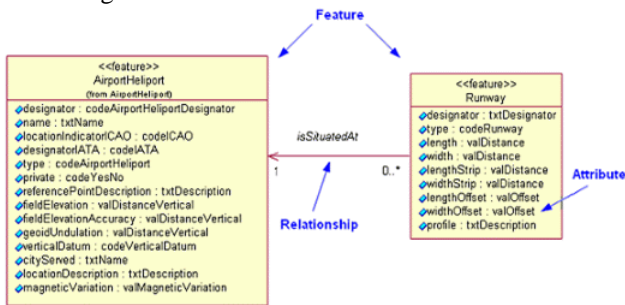 Feature
<<feature>>
AirportHeliport
(from AirportHeliport)
designator : codeAirportHeliportDesignator
name : txtName
locationIndicatorICAO : codeICAO
designatorIATA : codeIATA
type : codeAirportHeliport
private : codeYesNo
referencePointDescription : txtDescription
fieldElevation : valDistanceVertical
fieldElevationAccuracy : valDistanceVertical
geoidUndulation : valDistanceVertical
verticalDatum : codeVerticalDatum
cityServed : txtName
locationDescription : txtDescription
magneticVariation : valMagneticVariation
isSituatedAt
1
0..*
Relationship
<<feature>>
Runway
designator : txtDesignator
type : codeRunway
length : valDistance
width : valDistance
lengthStrip : valDistance
widthStrip : valDistance
lengthOffset : valOffset
widthOffset : valOffset
profile : txtDescription
Attribute